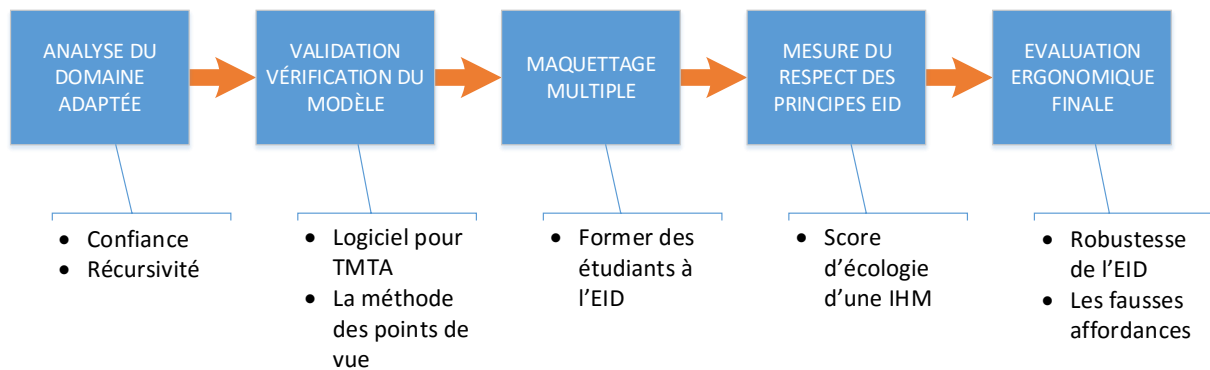 ANALYSE DU
DOMAINE
ADAPTÉE
VALIDATION
VÉRIFICATION DU
MODÈLE
MAQUETTAGE
MULTIPLE
MESURE DU
RESPECT DES
PRINCIPES EID
EVALUATION
ERGONOMIQUE
FINALE
• Confiance
• Récursivité
• Logiciel pour
TMTA
• La méthode
des points de
vue
• Former des
étudiants à
l'EID
• Score
d'écologie
d'une IHM
• Robustesse
de l'EID
• Les fausses
affordances